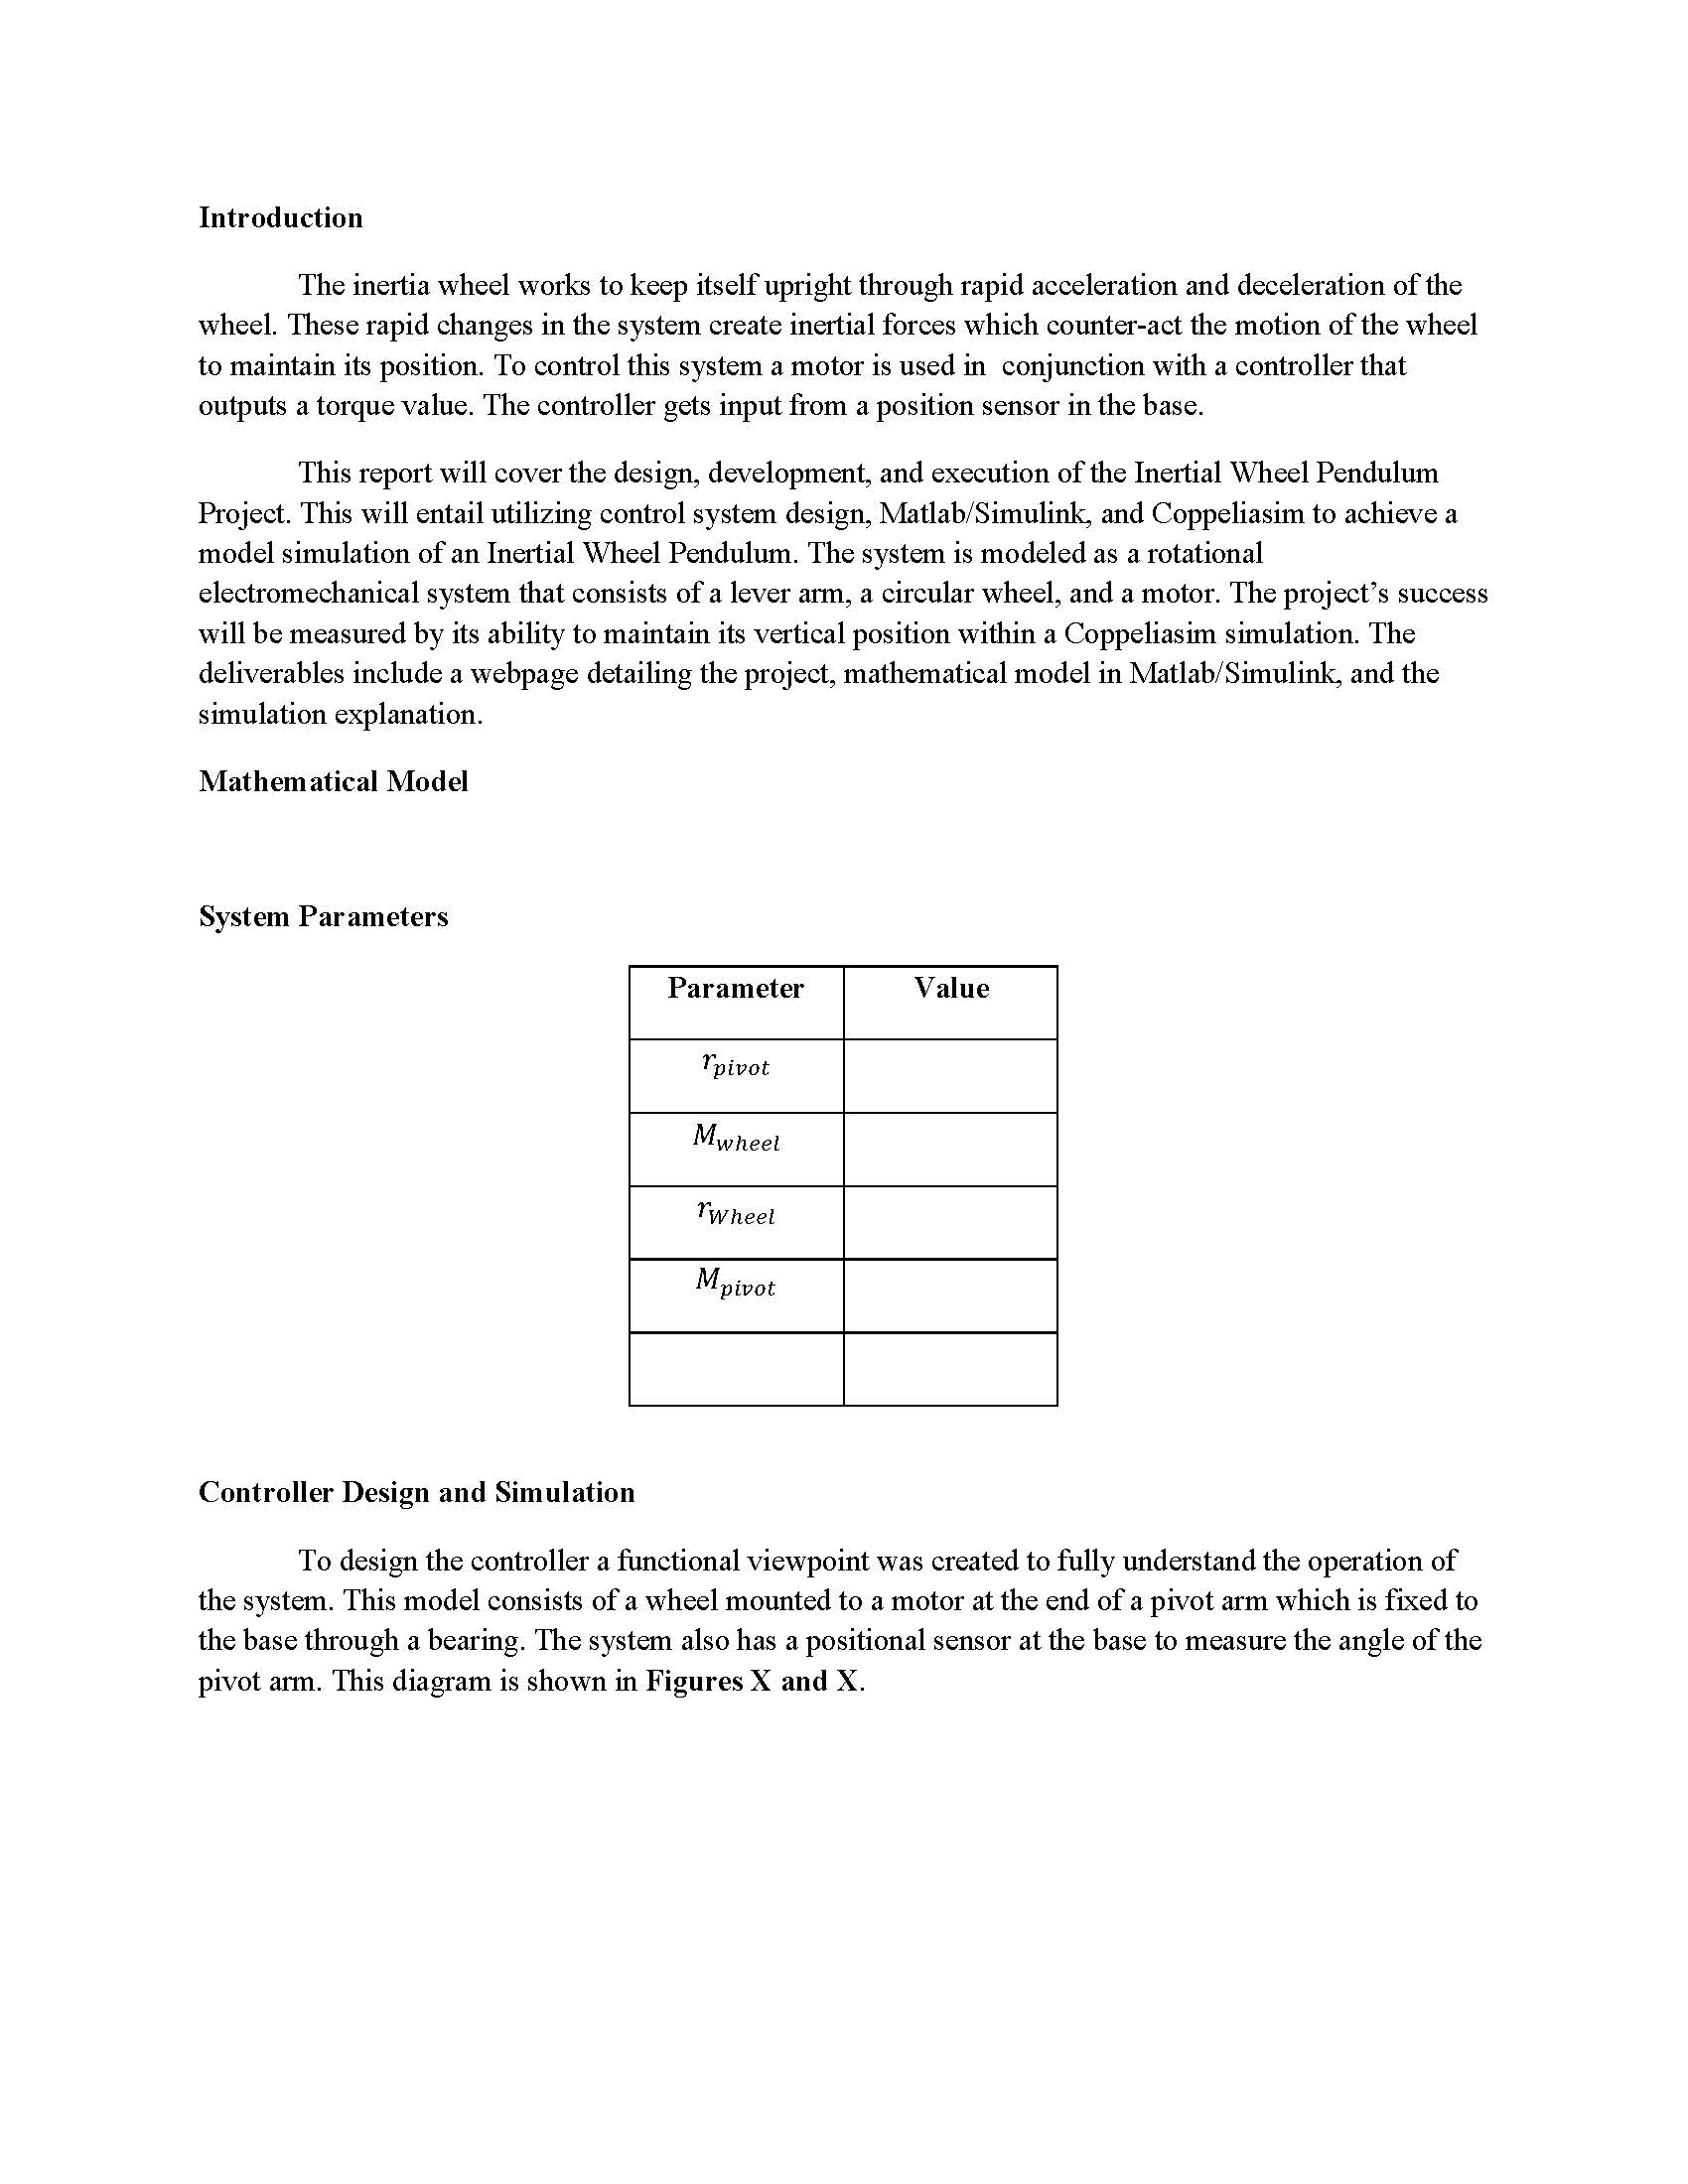 Introduction
The inertia wheel works to keep itself upright through rapid acceleration and deceleration of the
wheel. These rapid changes in the system create inertial forces which counter-act the motion of the wheel
to maintain its position. To control this system a motor is used in  conjunction with a controller that
outputs a torque value. The controller gets input from a position sensor in the base.
This report will cover the design, development, and execution of the Inertial Wheel Pendulum
Project. This will entail utilizing control system design, Matlab/Simulink, and Coppeliasim to achieve a
model simulation of an Inertial Wheel Pendulum. The system is modeled as a rotational
electromechanical system that consists of a lever arm, a circular wheel, and a motor. The project’s success
will be measured by its ability to maintain its vertical position within a Coppeliasim simulation. The
deliverables include a webpage detailing the project, mathematical model in Matlab/Simulink, and the
simulation explanation.
Mathematical Model
System Parameters
Parameter Value
r_pivot
M_wheel
r_Wheel
M_pivot
Controller Design and Simulation
To design the controller a functional viewpoint was created to fully understand the operation of
the system. This model consists of a wheel mounted to a motor at the end of a pivot arm which is fixed to
the base through a bearing. The system also has a positional sensor at the base to measure the angle of the
pivot arm. This diagram is shown in Figures X and X.